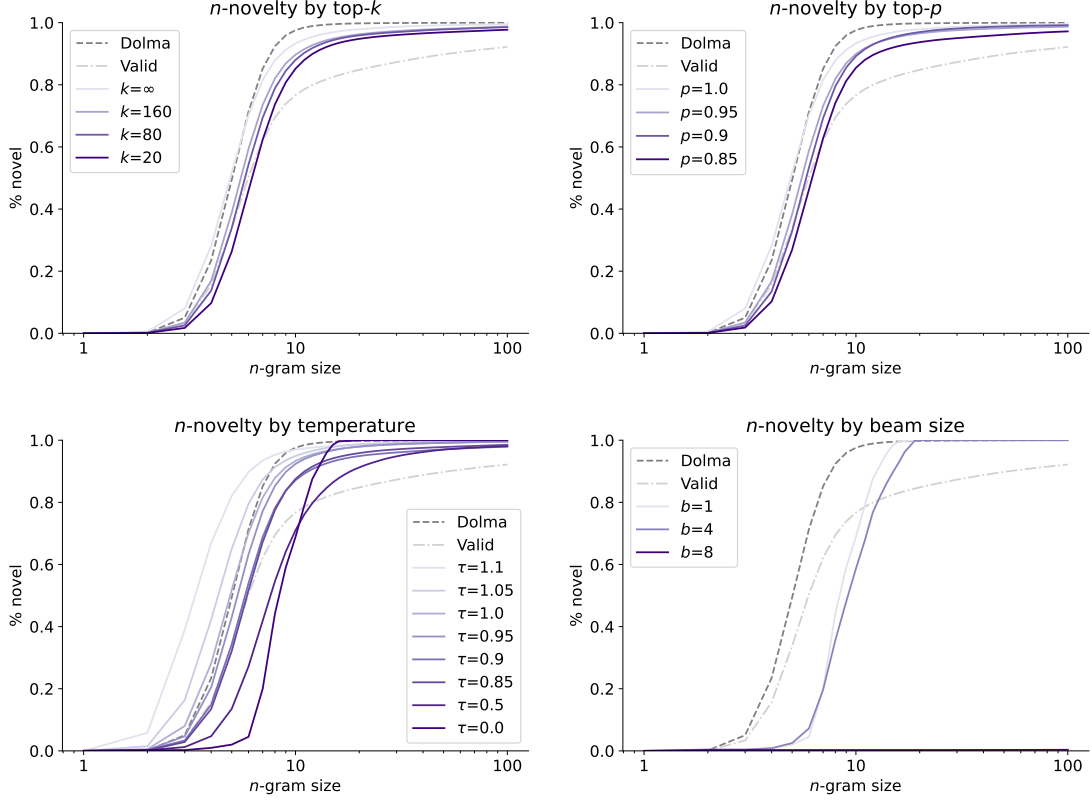 n-novelty by top-k
1.0
0.8
0.6
0.4
0.2
0.0
% novel
Dolma
Valid
k=∞
k=160
k=80
k=20
1
10
100
n-gram size
n-novelty by top-p
1.0
0.8
0.6
0.4
0.2
0.0
% novel
Dolma
Valid
p=1.0
p=0.95
p=0.9
p=0.85
1
10
100
n-gram size
n-novelty by temperature
1.0
0.8
0.6
0.4
0.2
0.0
% novel
Dolma
Valid
τ=1.1
τ=1.05
τ=1.0
τ=0.95
τ=0.9
τ=0.85
τ=0.5
τ=0.0
1
10
100
n-gram size
n-novelty by beam size
1.0
0.8
0.6
0.4
0.2
0.0
% novel
Dolma
Valid
b=1
b=4
b=8
1
10
100
n-gram size